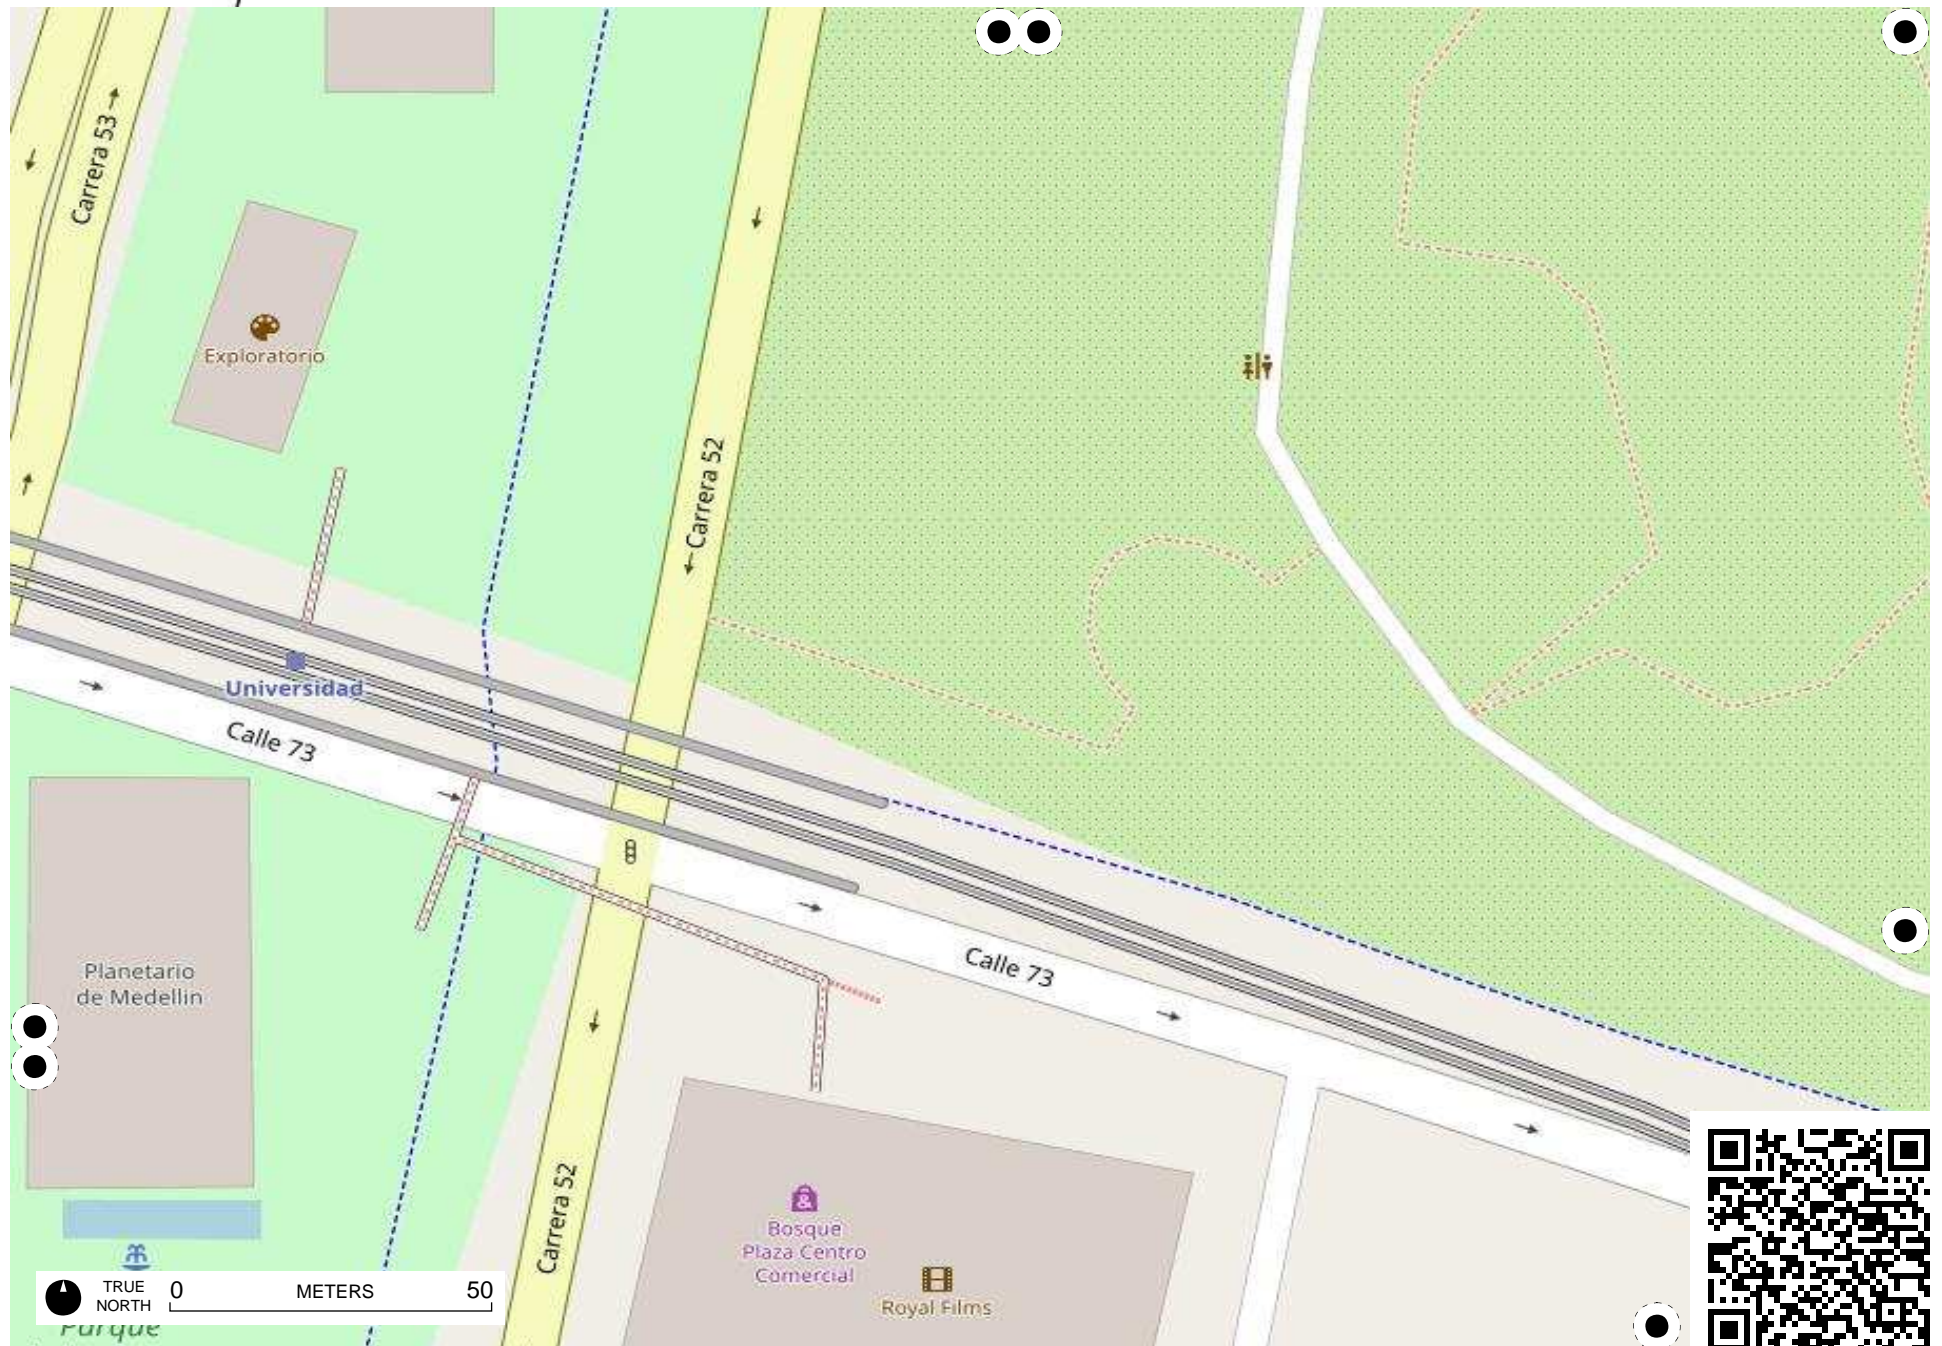 Carrera 53
Exploratorio
Carrera 52
Universidad
Calle 73
Planetario
de Medellin
Calle 73
Carrera 52
Bosque
Plaza Centro
Comercial
Royal Films
TRUE
NORTH
0 METERS 50
Parque